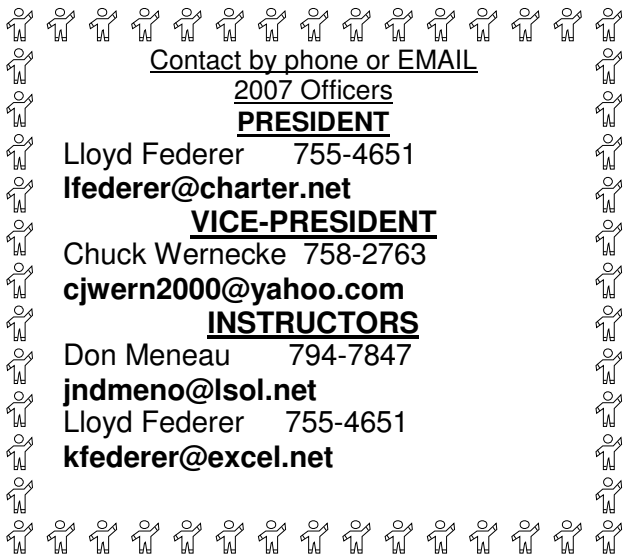 Contact by phone or EMAIL
2007 Officers
PRESIDENT
Lloyd Federer 755-4651
lfederer@charter.net
VICE-PRESIDENT
Chuck Wernecke 758-2763
cjwern2000@yahoo.com
INSTRUCTORS
Don Meneau 794-7847
jndmeno@lsol.net
Lloyd Federer 755-4651
kfederer@excel.net